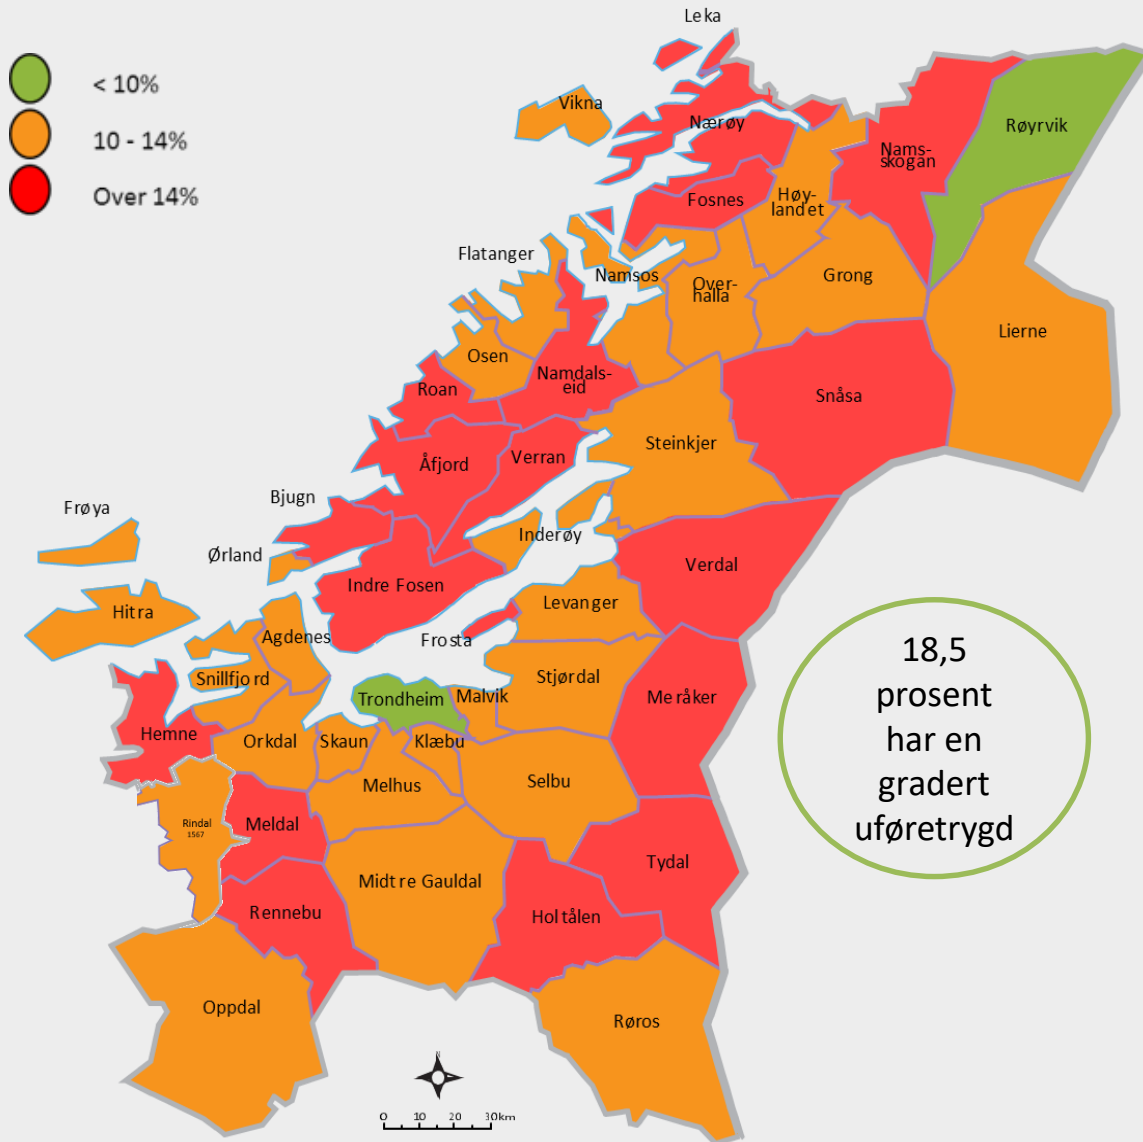 Leka
< 10%
10 - 14%
Over 14%
Vikna
Nærøy
Røyrvik
Nams-
skogan
Høy-
landet
Fosnes
Flatanger
Namsos
Over-
halla
Grong
Lierne
Osen
Namdals-
eid
Roan
Snåsa
Steinkjer
Åfjord
Verran
Bjugn
Frøya
Ørland
Inderøy
Indre Fosen
Verdal
Hitra
Levanger
Agdenes
Frosta
Snillfjord
Trondheim
Malvik
Stjørdal
Meråker
Hemne
Orkdal
Skaun
Klæbu
Melhus
Selbu
Rindal
1567
Meldal
Tydal
Midtre Gauldal
Rennebu
Holtålen
Oppdal
Røros
18,5
prosent
har en
gradert
uføretrygd
N
0 10 20 30km